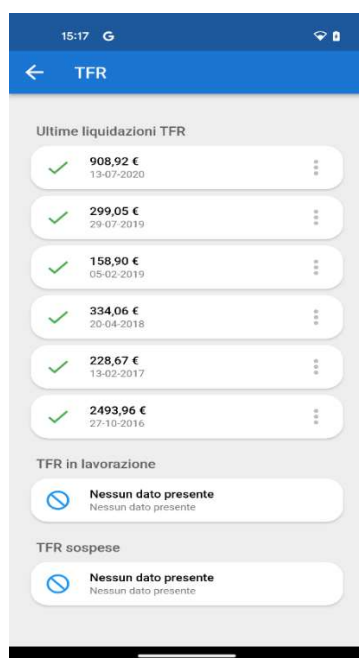 15:17 G
TFR
Ultime liquidazioni TFR
908,92 €
13-07-2020
299,05 €
29-07-2019
158,90 €
05-02-2019
334,06 €
20-04-2018
228,67 €
13-02-2017
2493,96 €
27-10-2016
TFR in lavorazione
Nessun dato presente
Nessun dato presente
TFR sospese
Nessun dato presente
Nessun dato presente